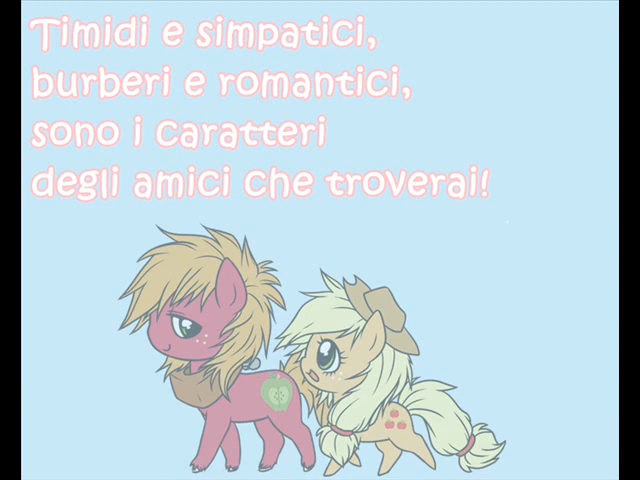 Timidi e simpatici,
burberi e romantici,
sono i caratteri
degli amici che troverai!